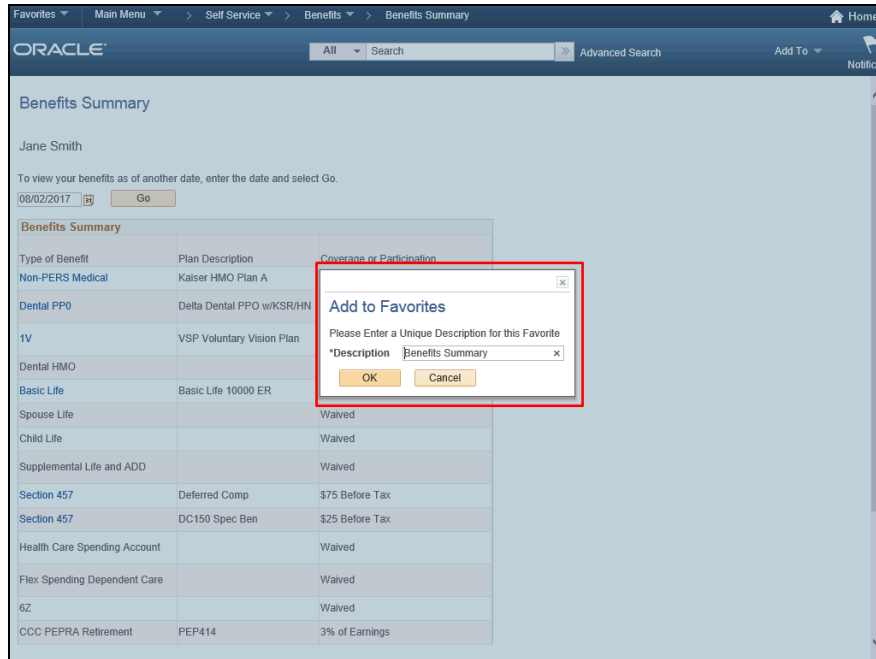 Favorites Main Menu > Self Service > Benefits > Benefits Summary Home
ORACLE All Search Advanced Search Add To
Notific
Benefits Summary
Jane Smith
To view your benefits as of another date, enter the date and select Go.
08/02/2017 31 Go
Benefits Summary
Type of Benefit Plan Description Coverage or Participation
Non-PERS Medical Kaiser HMO Plan A
Dental PP0 Delta Dental PPO w/KSR/HN
1V VSP Voluntary Vision Plan
Dental HMO
Basic Life Basic Life 10000 ER
Add to Favorites
Please Enter a Unique Description for this Favorite
*Description Benefits Summary
OK Cancel
Spouse Life Waived
Child Life Waived
Supplemental Life and ADD Waived
Section 457 Deferred Comp $75 Before Tax
Section 457 DC150 Spec Ben $25 Before Tax
Health Care Spending Account Waived
Flex Spending Dependent Care Waived
6Z Waived
CCC PEPRA Retirement PEP414 3% of Earnings